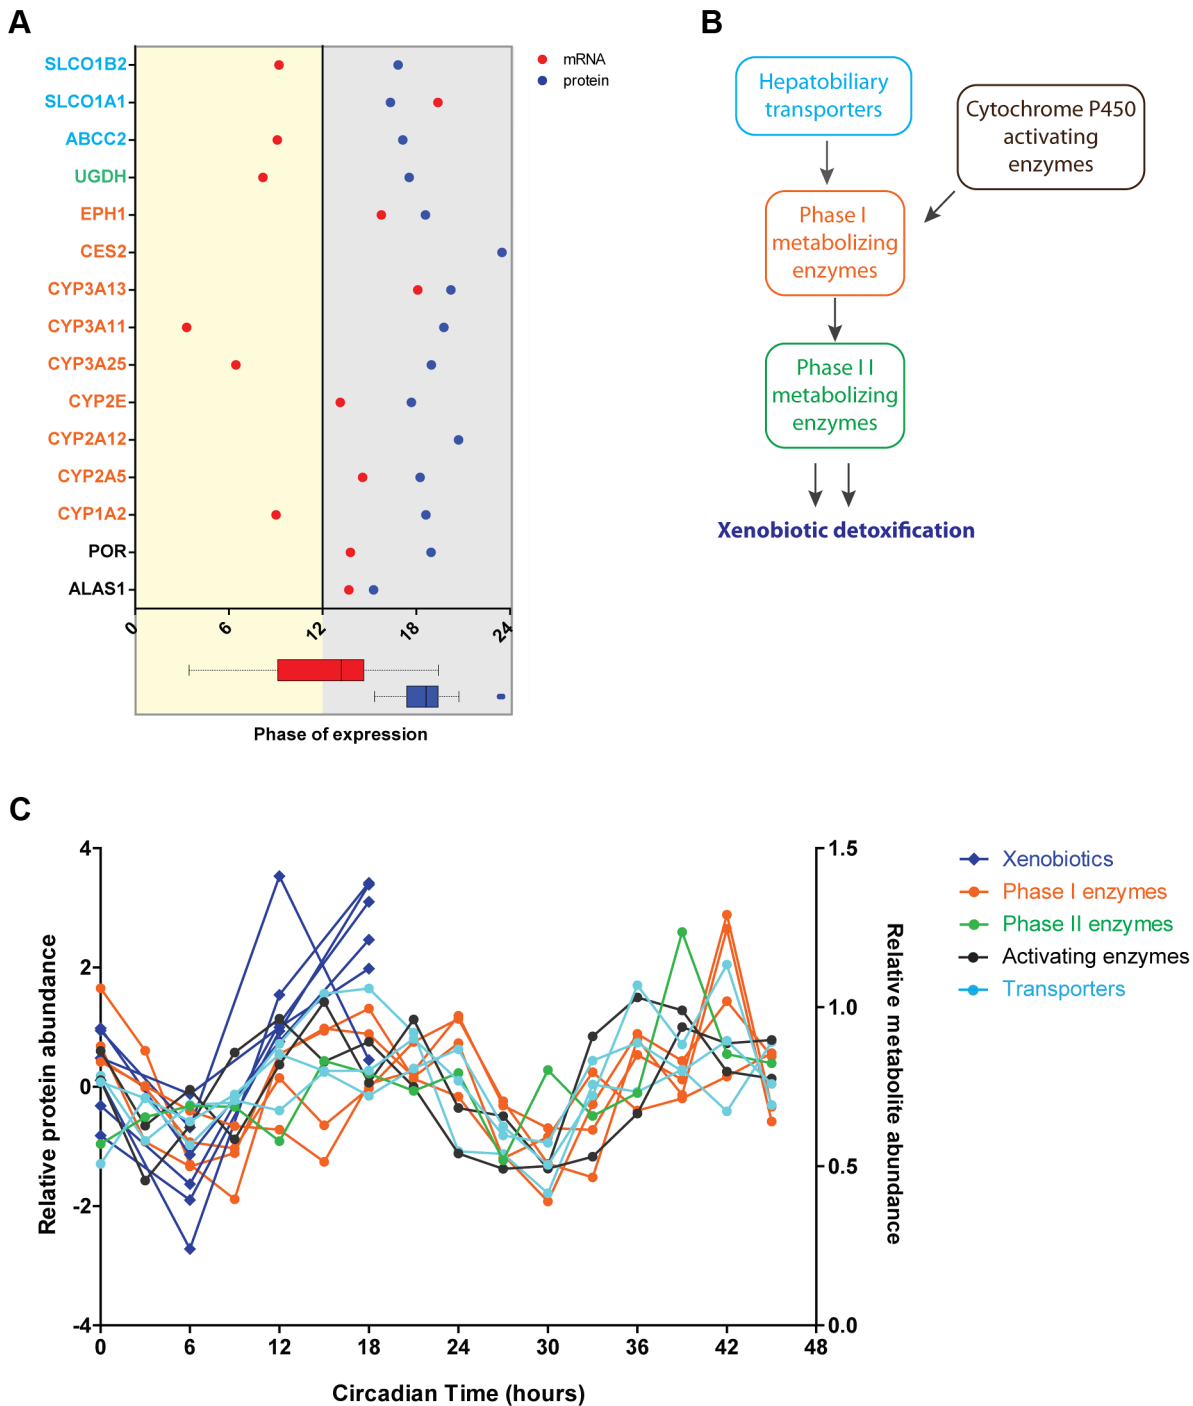 A
SLCO1B2
SLCO1A1
ABCC2
UGDH
EPH1
CES2
CYP3A13
CYP3A11
CYP3A25
CYP2E
CYP2A12
CYP2A5
CYP1A2
POR
ALAS1
0 6 12 18 24
Phase of expression
mRNA
protein
B
Hepatobiliary
transporters
Cytochrome P450
activating
enzymes
Phase I
metabolizing
enzymes
Phase I I
metabolizing
enzymes
Xenobiotic detoxification
C
Relative protein abundance
4
2
0
-2
-4
0 6 12 18 24 30 36 42 48
Circadian Time (hours)
1.5
1.0
0.5
0.0
Relative metabolite abundance
Xenobiotics
Phase I enzymes
Phase II enzymes
Activating enzymes
Transporters